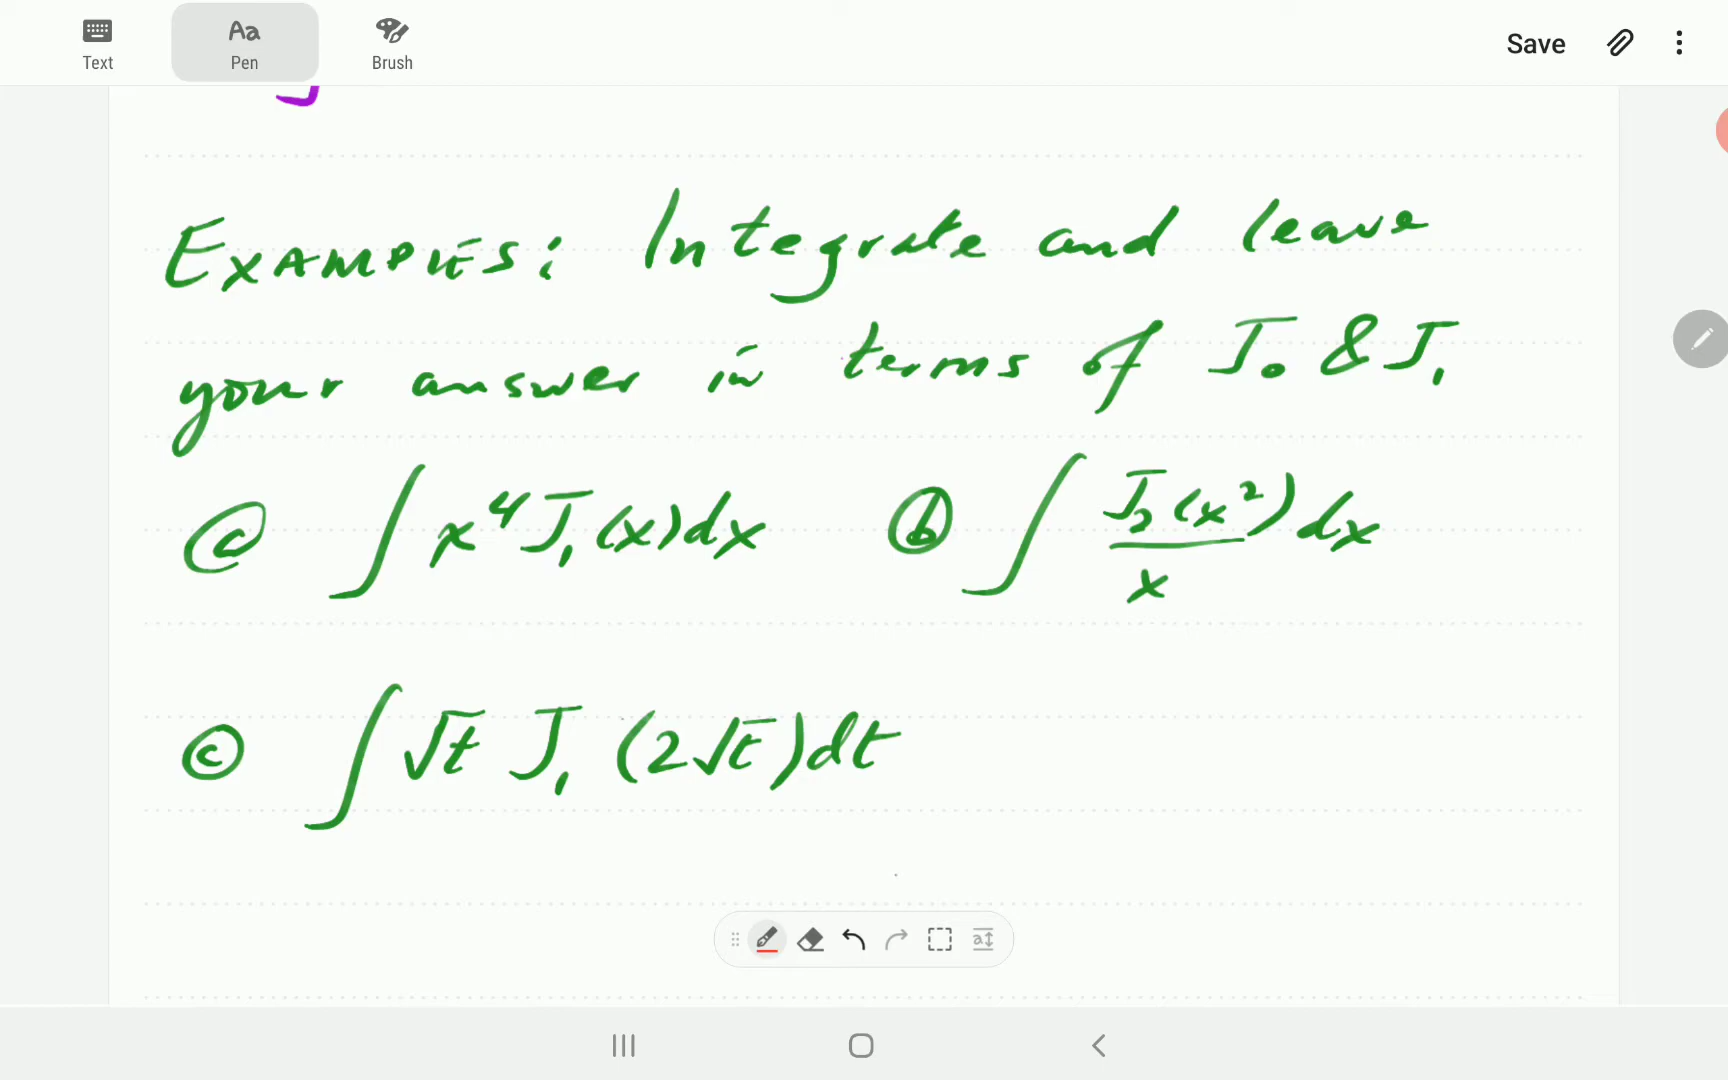 Text Aa Pen Brush Save
EXAMPLES: Integrate and leave
your answer in terms of J₀ & J₁
ⓐ ∫ x⁴ J₁(x)dx ⓑ ∫ J₂(x²)/x dx
ⓒ ∫ √t J₁ (2√t)dt